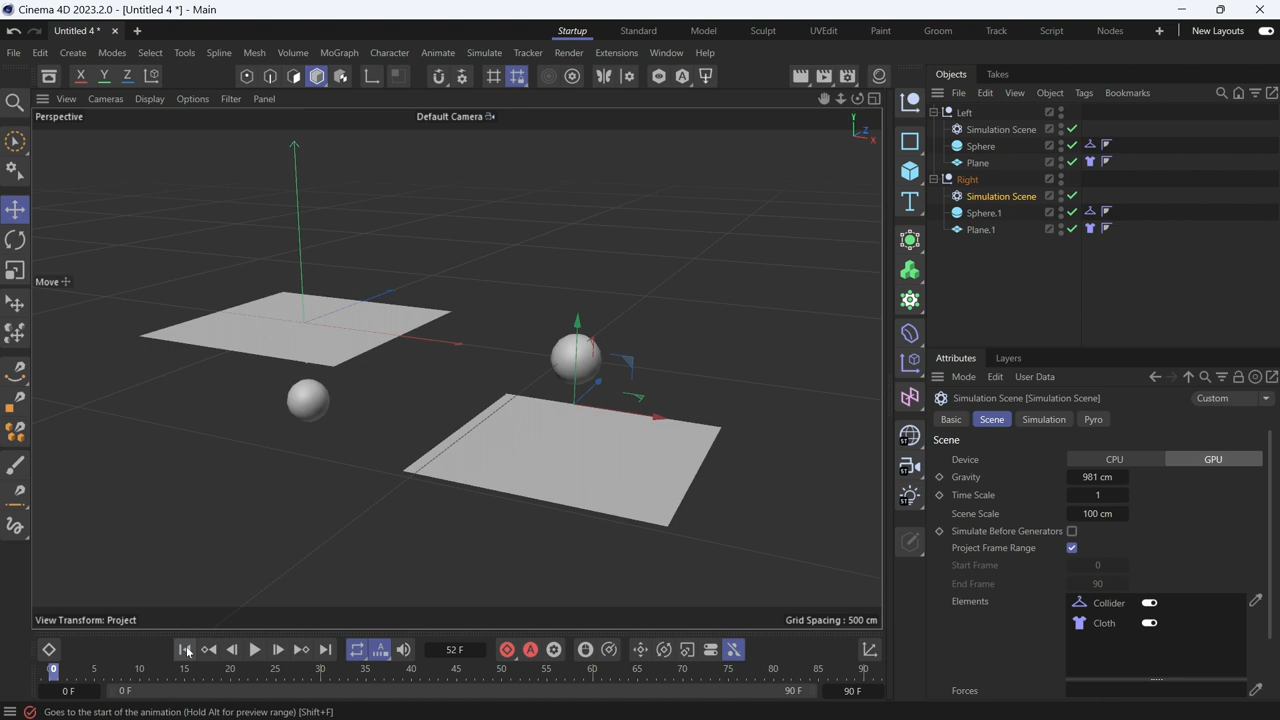 Cinema 4D 2023.2.0 - [Untitled 4 *] - Main
Untitled 4 *
Startup Standard Model Sculpt UVEdit Paint Groom Track Script Nodes New Layouts
File Edit Create Modes Select Tools Spline Mesh Volume MoGraph Character Animate Simulate Tracker Render Extensions Window Help
X Y Z
Objects Takes
View Cameras Display Options Filter Panel
File Edit View Object Tags Bookmarks
Perspective Default Camera
Y
Z
X
Left
Simulation Scene
Sphere
Plane
Right
Simulation Scene
Sphere.1
Plane.1
Move
Attributes Layers
Mode Edit User Data
Simulation Scene [Simulation Scene] Custom
Basic Scene Simulation Pyro
Scene
Device CPU GPU
Gravity 981 cm
Time Scale 1
Scene Scale 100 cm
Simulate Before Generators
Project Frame Range
Start Frame 0
End Frame 90
Elements Collider
Cloth
Forces
ST
ST
ST
View Transform: Project Grid Spacing : 500 cm
A
52 F
A
0 5 10 15 20 25 30 35 40 45 50 55 60 65 70 75 80 85 90
0 F 0 F 90 F 90 F
Goes to the start of the animation (Hold Alt for preview range) [Shift+F]